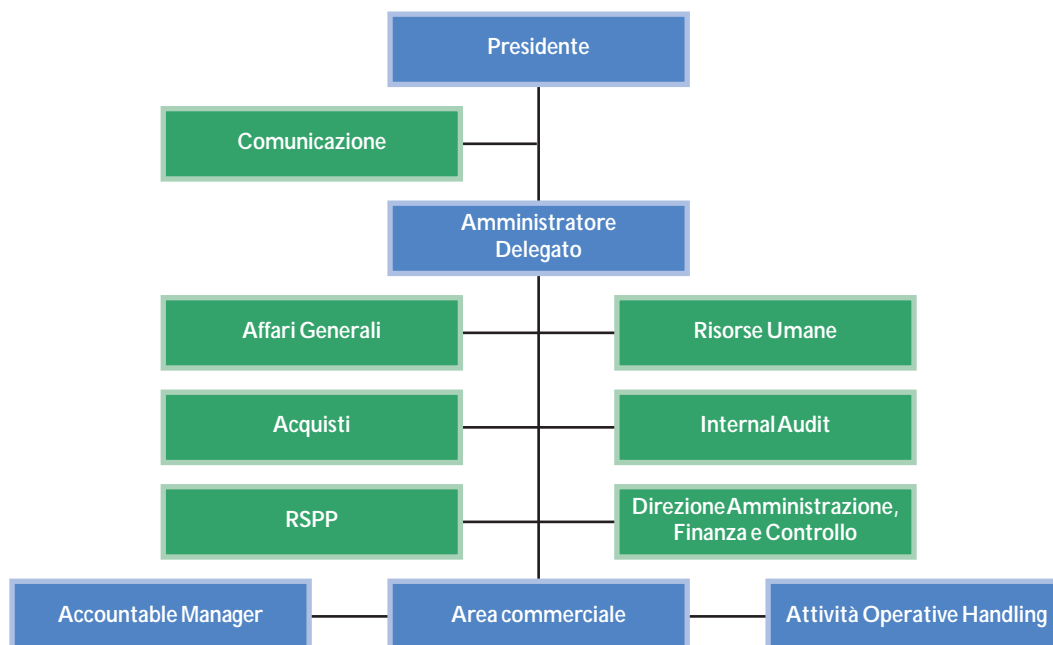 Presidente
Comunicazione
Amministratore
Delegato
Affari Generali
Risorse Umane
Acquisti
Internal Audit
RSPP
Direzione Amministrazione,
Finanza e Controllo
Accountable Manager
Area commerciale
Attività Operative Handling